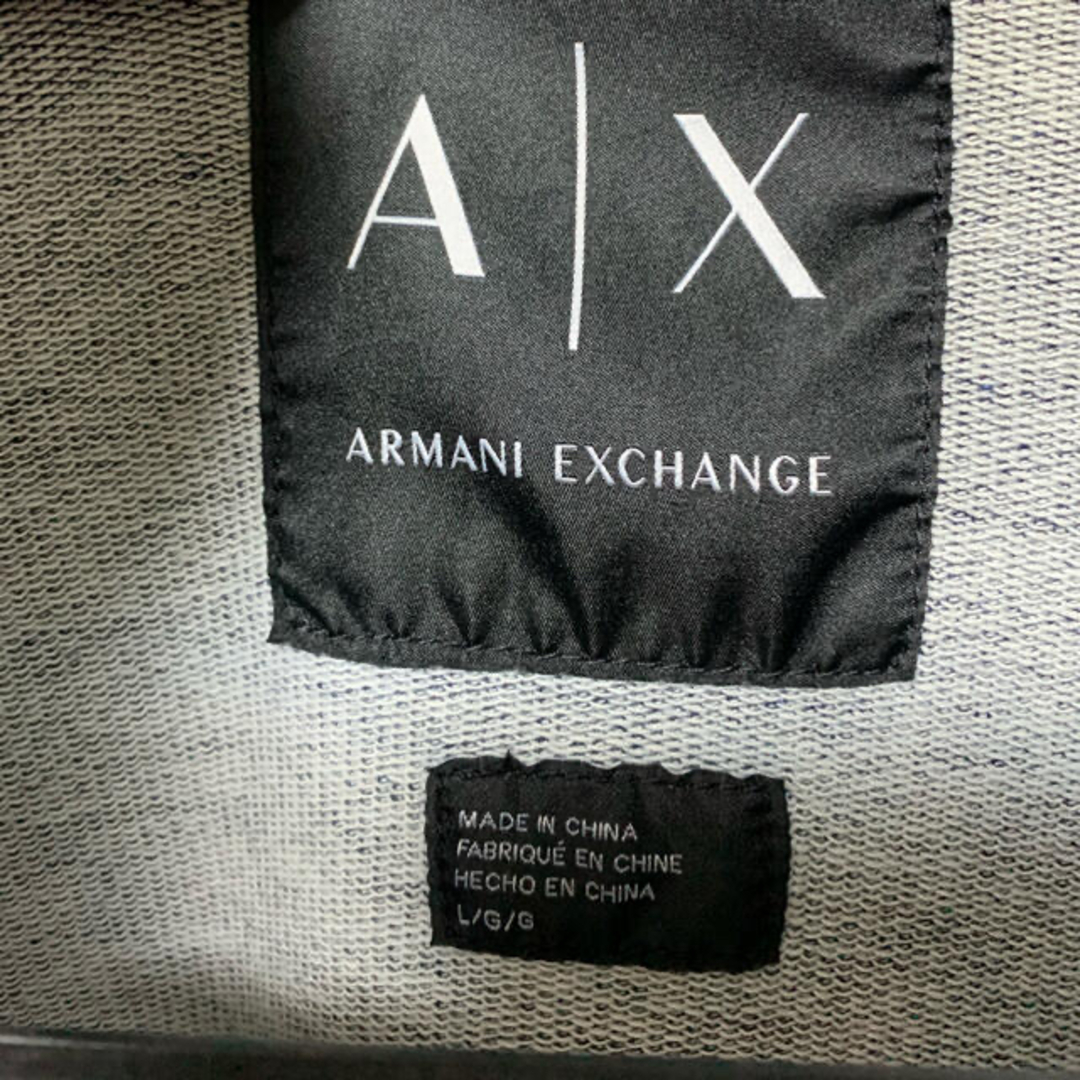 A|X
ARMANI EXCHANGE
MADE IN CHINA
FABRIQUÉ EN CHINE
HECHO EN CHINA
L/G/G